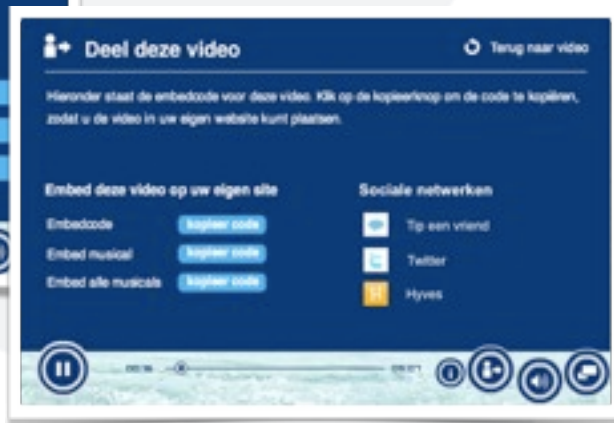 Deel deze video
Terug naar video
Hieronder staat de embedcode voor deze video. Klik op de kopieerknop om de code te kopiëren,
zodat u de video in uw eigen website kunt plaatsen.
Embed deze video op uw eigen site
Embedcode kopieer code
Embed musical kopieer code
Embed alle musicals kopieer code
Sociale netwerken
Tip een vriend
Twitter
Hyves